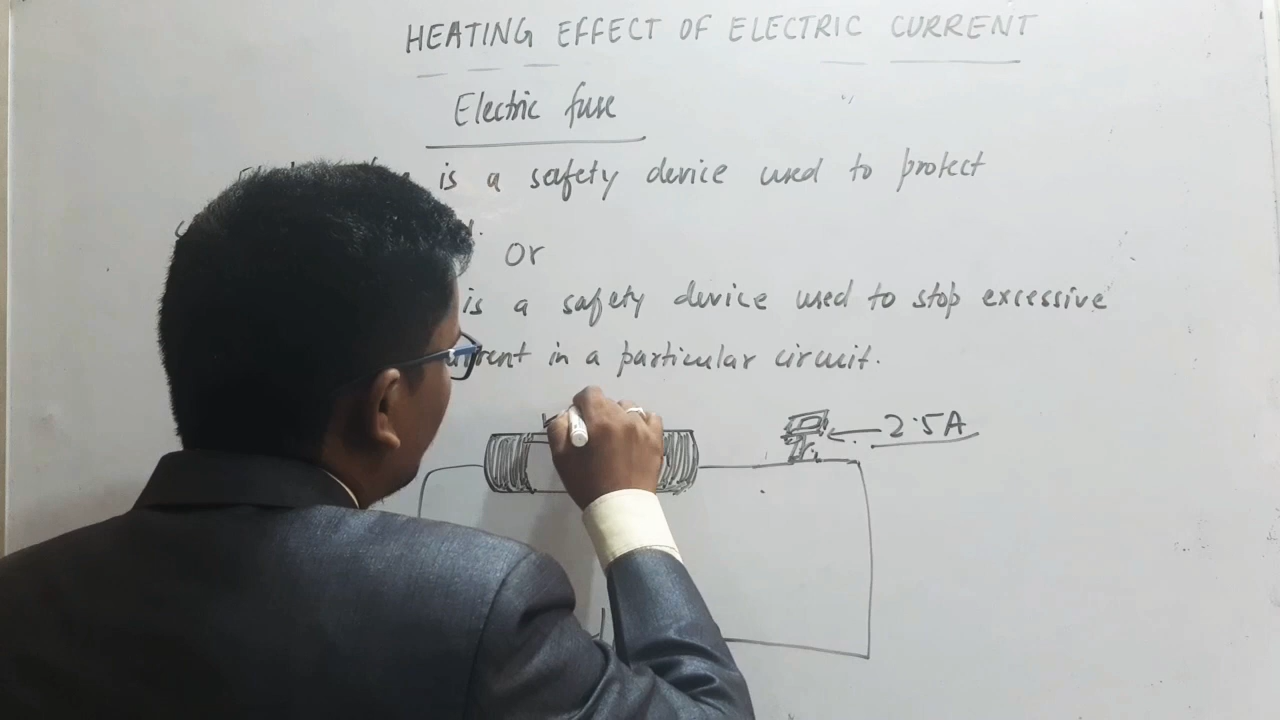 HEATING EFFECT OF ELECTRIC CURRENT
Electric fuse
is a safety device used to protect
Or
is a safety device used to stop excessive
current in a particular circuit.
2.5A